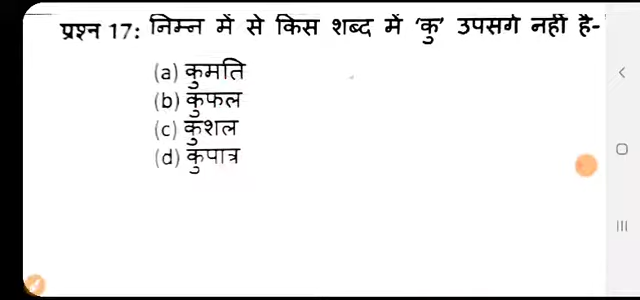 प्रश्न 17: निम्न में से किस शब्द में 'कु' उपसर्ग नहीं है-
(a) कुमति
(b) कुफल
(c) कुशल
(d) कुपात्र